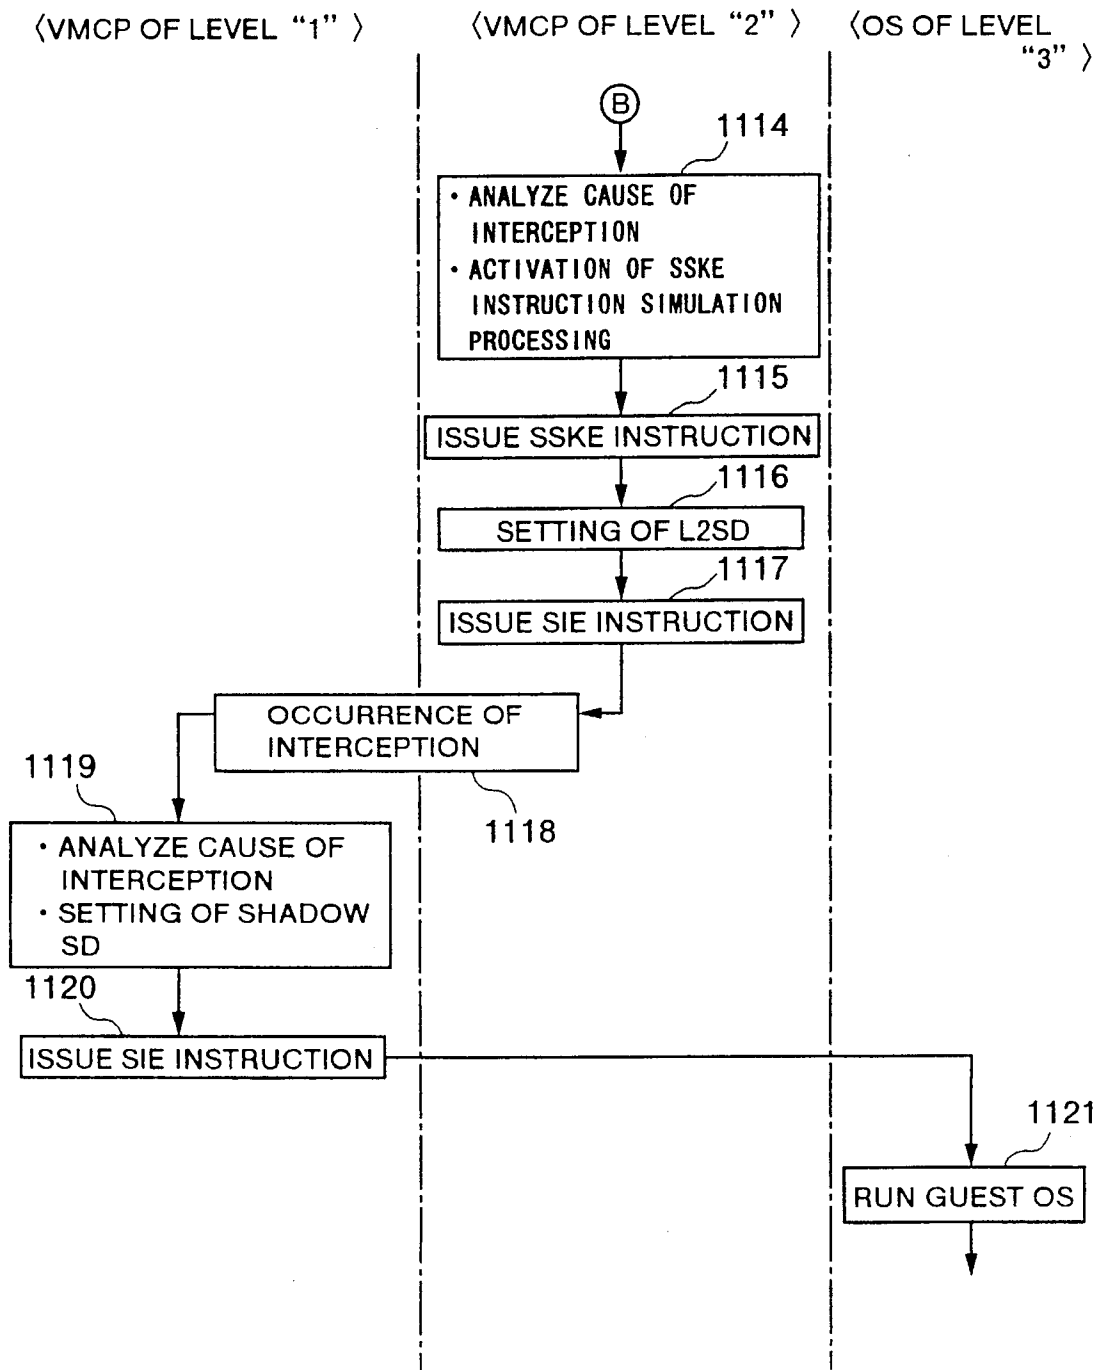 〈VMCP OF LEVEL “1” 〉
〈VMCP OF LEVEL “2” 〉
〈OS OF LEVEL
“3” 〉
B
1114
・ANALYZE CAUSE OF
INTERCEPTION
・ACTIVATION OF SSKE
INSTRUCTION SIMULATION
PROCESSING
1115
ISSUE SSKE INSTRUCTION
1116
SETTING OF L2SD
1117
ISSUE SIE INSTRUCTION
OCCURRENCE OF
INTERCEPTION
1118
1119
・ANALYZE CAUSE OF
INTERCEPTION
・SETTING OF SHADOW
SD
1120
ISSUE SIE INSTRUCTION
1121
RUN GUEST OS